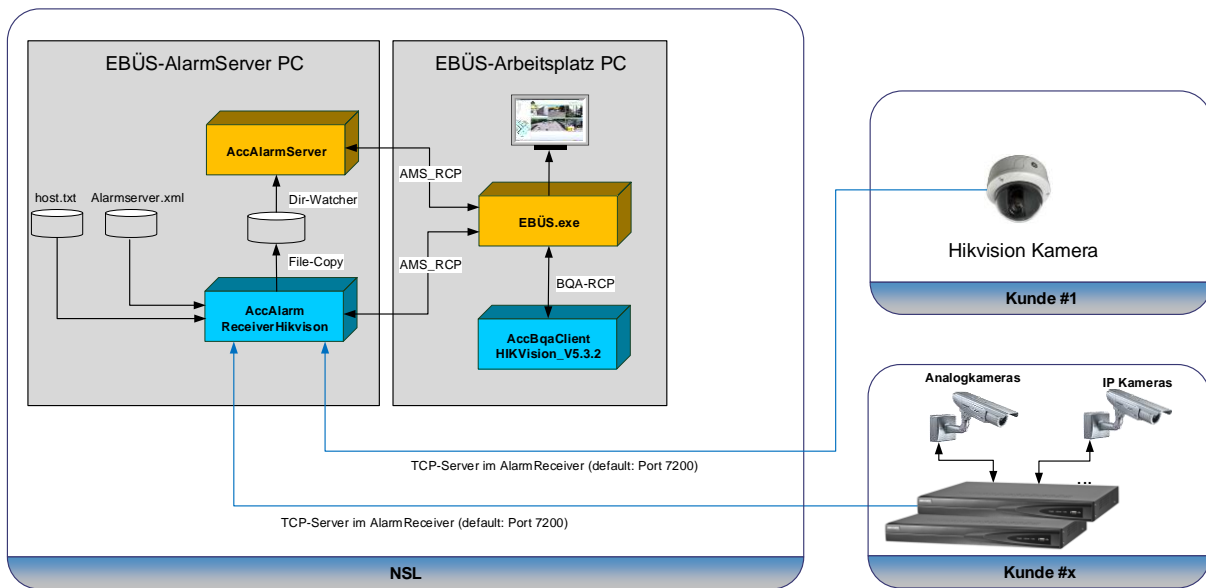 EBÜS-AlarmServer PC
EBÜS-Arbeitsplatz PC
AccAlarmServer
AMS_RCP
host.txt
Alarmserver.xml
Dir-Watcher
EBÜS.exe
File-Copy
AMS_RCP
BQA-RCP
AccAlarm
ReceiverHikvison
AccBqaClient
HIKVision_V5.3.2
TCP-Server im AlarmReceiver (default: Port 7200)
TCP-Server im AlarmReceiver (default: Port 7200)
NSL
Hikvision Kamera
Kunde #1
Analogkameras
IP Kameras
...
Kunde #x